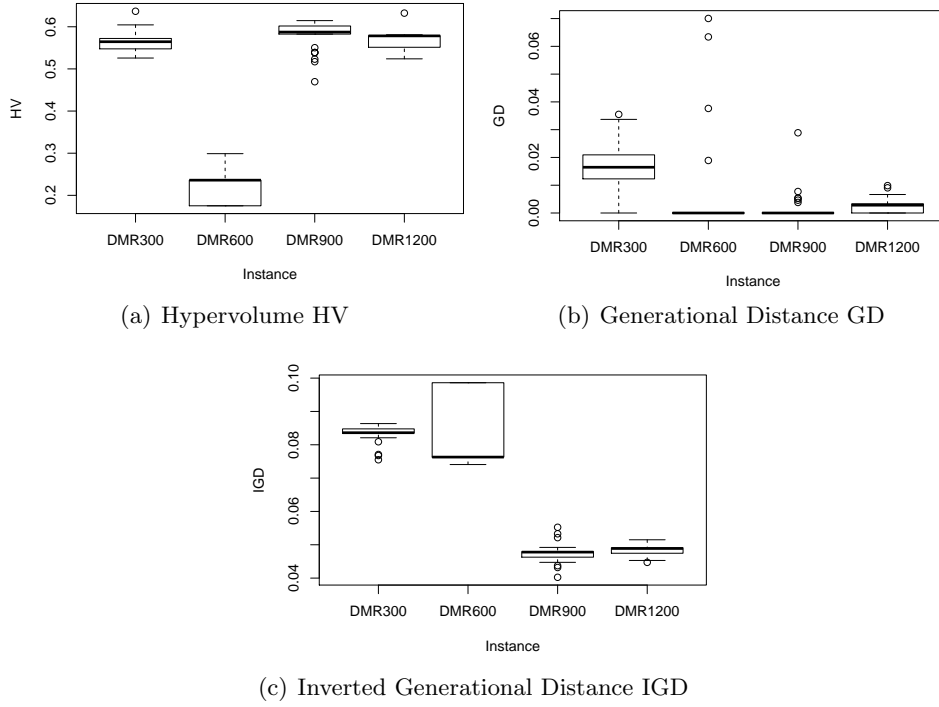 HV
0.2 0.3 0.4 0.5 0.6
DMR300 DMR600 DMR900 DMR1200
Instance
(a) Hypervolume HV
GD
0.00 0.02 0.04 0.06
DMR300 DMR600 DMR900 DMR1200
Instance
(b) Generational Distance GD
IGD
0.04 0.06 0.08 0.10
DMR300 DMR600 DMR900 DMR1200
Instance
(c) Inverted Generational Distance IGD